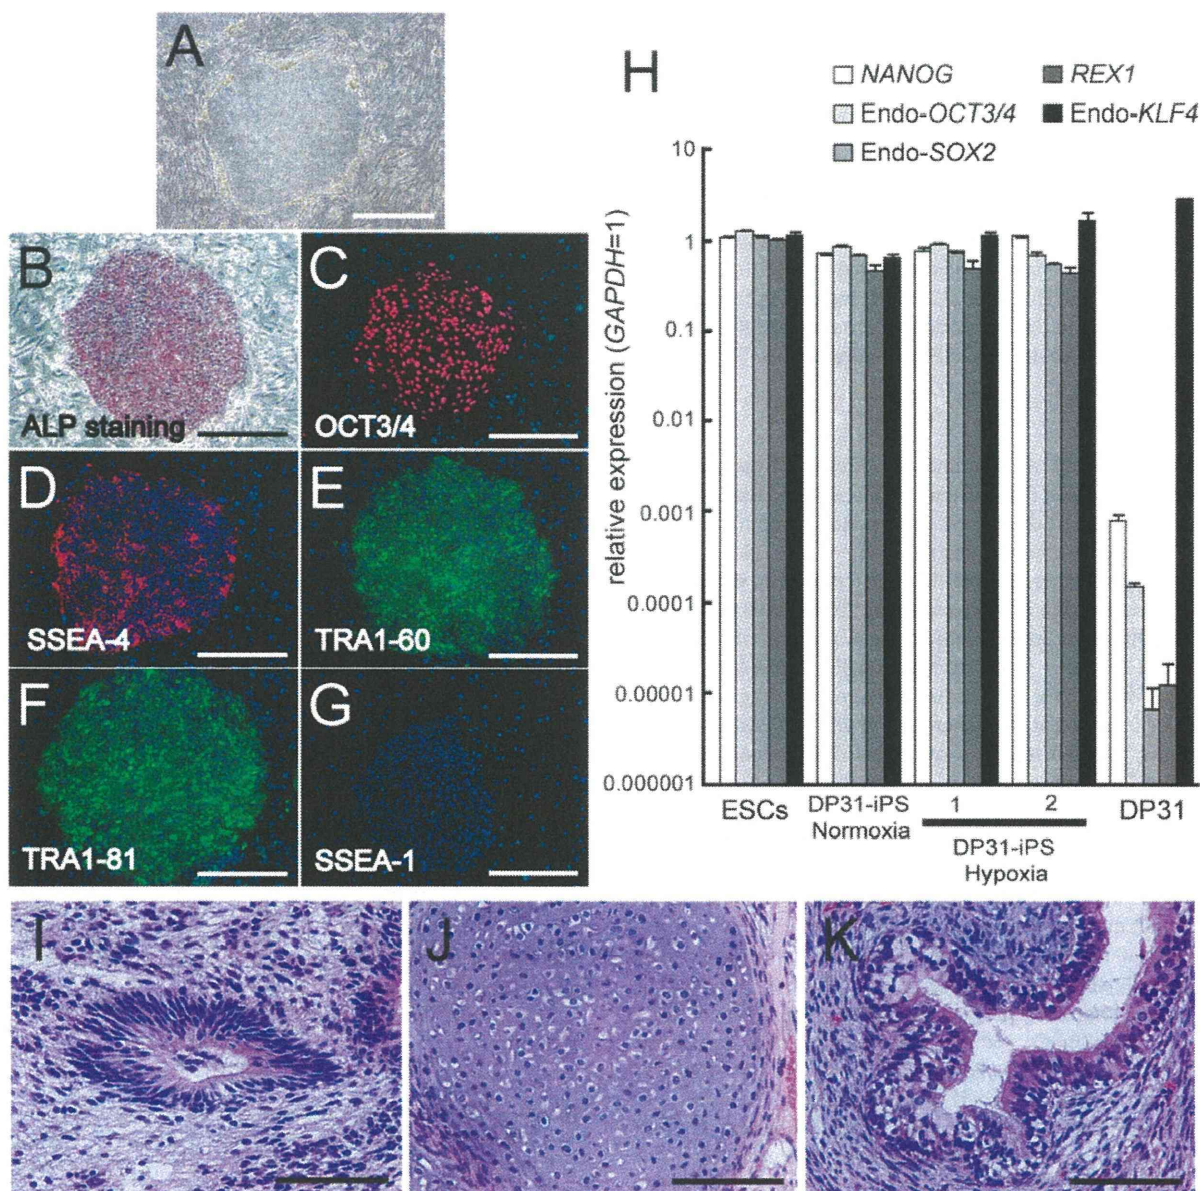 A
B
ALP staining
C
OCT3/4
D
SSEA-4
E
TRA1-60
F
TRA1-81
G
SSEA-1
H
NANOG
REX1
Endo-OCT3/4
Endo-KLF4
Endo-SOX2
relative expression (GAPDH=1)
10
1
0.1
0.01
0.001
0.0001
0.00001
0.000001
ESCs
DP31-iPS
Normoxia
1
2
DP31-iPS
Hypoxia
DP31
I
J
K